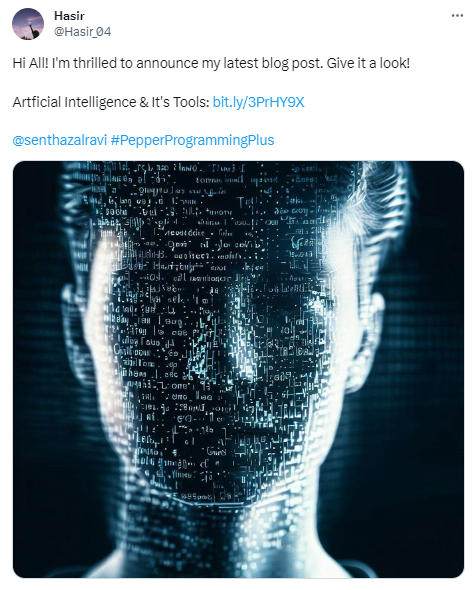 Hasir
@Hasir_04
Hi All! I'm thrilled to announce my latest blog post. Give it a look!
Artficial Intelligence & It's Tools: bit.ly/3PrHY9X
@senthazalravi #PepperProgrammingPlus